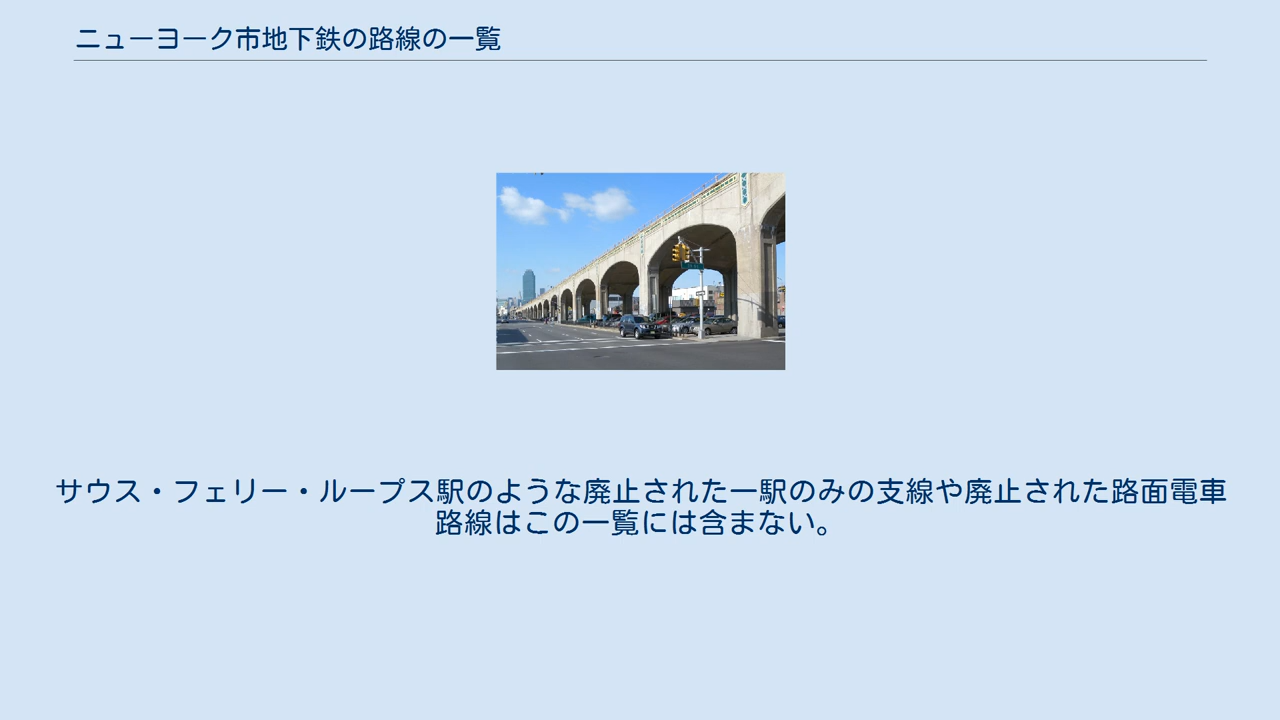 ニューヨーク市地下鉄の路線の一覧
サウス・フェリー・ループス駅のような廃止された一駅のみの支線や廃止された路面電車
路線はこの一覧には含まない。